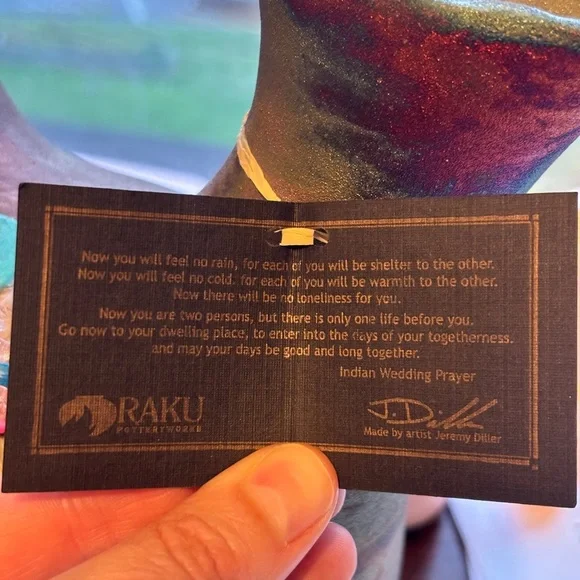 Now you will feel no rain, for each of you will be shelter to the other.
Now you will feel no cold, for each of you will be warmth to the other.
Now there will be no loneliness for you.
Now you are two persons, but there is only one life before you.
Go now to your dwelling place, to enter into the days of your togetherness.
and may your days be good and long together.
Indian Wedding Prayer
RAKU
POTTERYWORKS
J. Diller
Made by artist Jeremy Diller